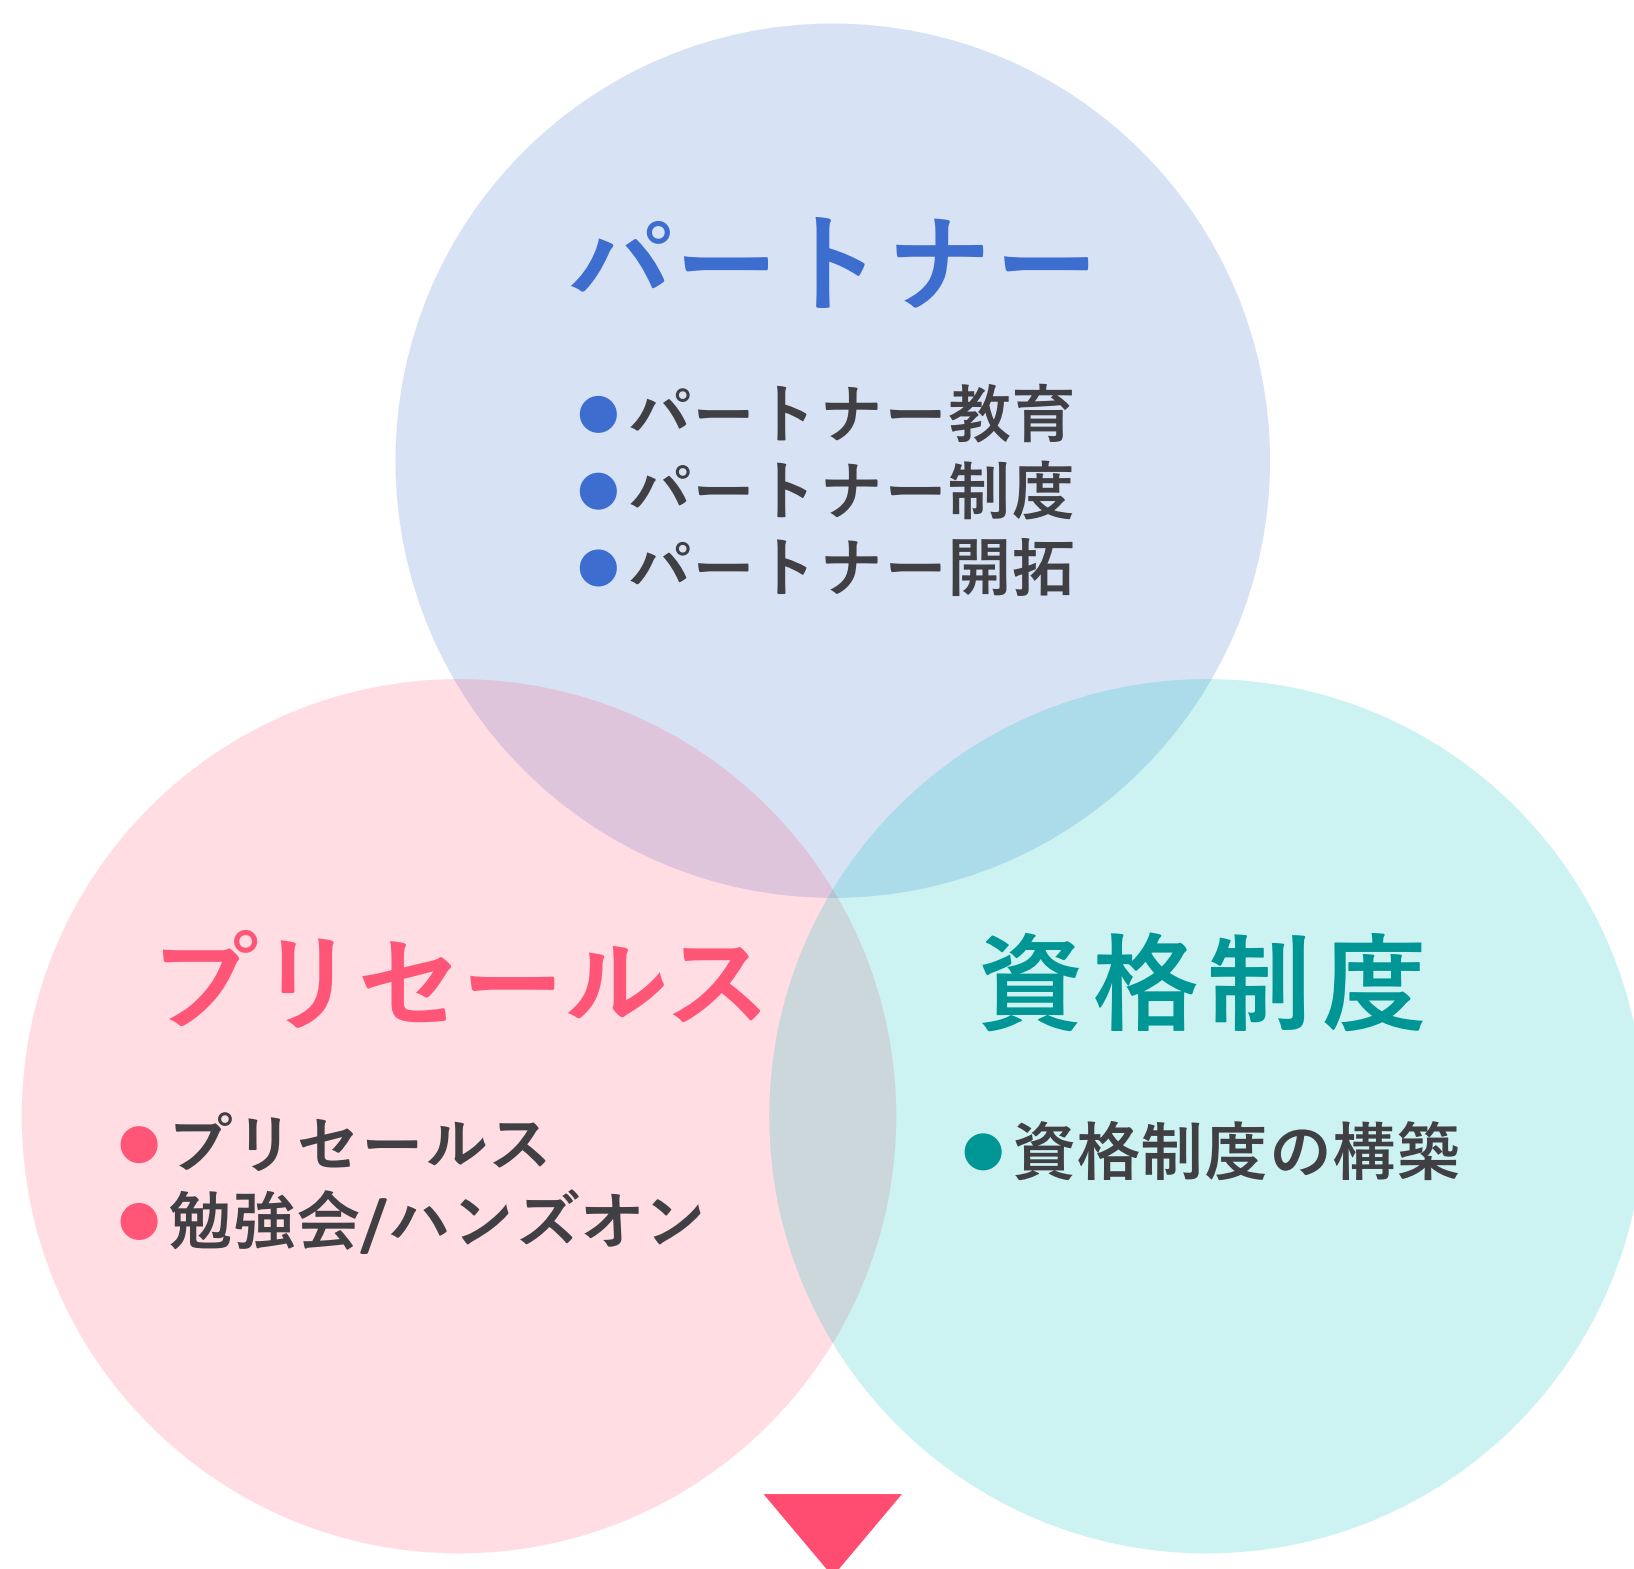 パートナー
●パートナー教育
●パートナー制度
●パートナー開拓
プリセールス
●プリセールス
●勉強会/ハンズオン
資格制度
●資格制度の構築